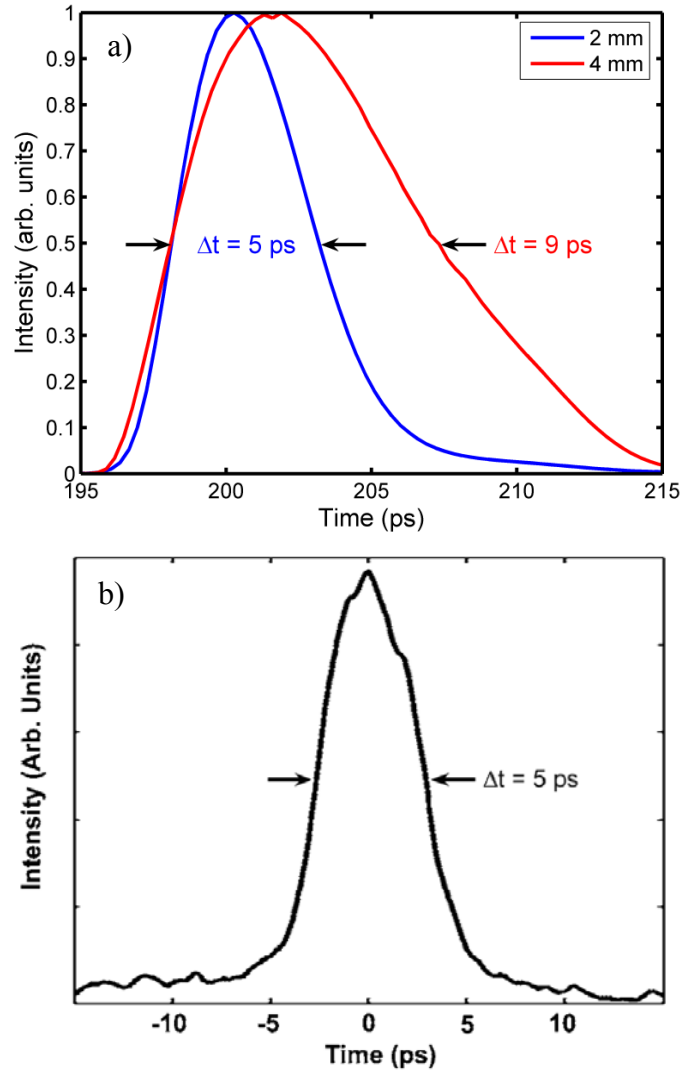 a)
2 mm
4 mm
1
0.9
0.8
0.7
0.6
0.5
0.4
0.3
0.2
0.1
0
Intensity (arb. units)
Δt = 5 ps
Δt = 9 ps
195
200
205
210
215
Time (ps)
b)
Intensity (Arb. Units}
Δt = 5 ps
-10
-5
0
5
10
Time (ps)